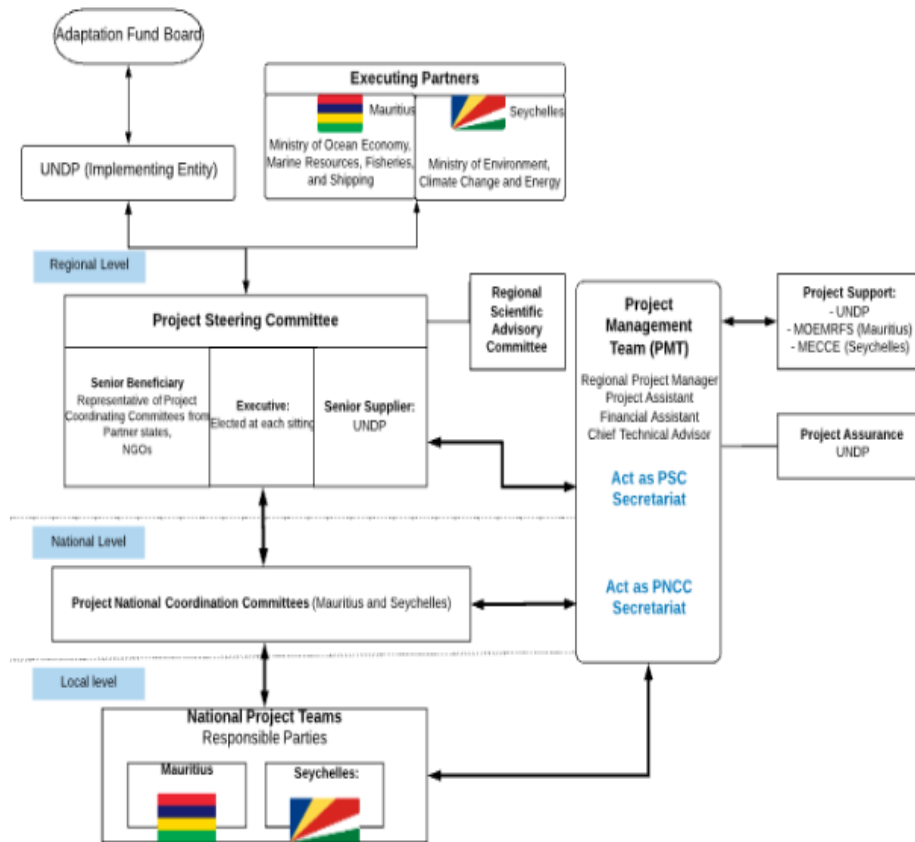 Adaptation Fund Board
Executing Partners
Mauritius
Ministry of Ocean Economy,
Marine Resources, Fisheries,
and Shipping
Seychelles
Ministry of Environment,
Climate Change and Energy
UNDP (Implementing Entity)
Regional Level
Project Steering Committee
Senior Beneficiary
Representative of Project
Coordinating Committees from
Partner states,
NGOs
Executive:
Elected at each sitting
Senior Supplier:
UNDP
Regional
Scientific
Advisory
Committee
Project
Management
Team (PMT)
Regional Project Manager
Project Assistant
Financial Assistant
Chief Technical Advisor
Act as PSC
Secretariat
Act as PNCC
Secretariat
Project Support:
- UNDP
- MOEMRFS (Mauritius)
- MECCE (Seychelles)
Project Assurance
UNDP
National Level
Project National Coordination Committees (Mauritius and Seychelles)
Local level
National Project Teams
Responsible Parties
Mauritius
Seychelles: